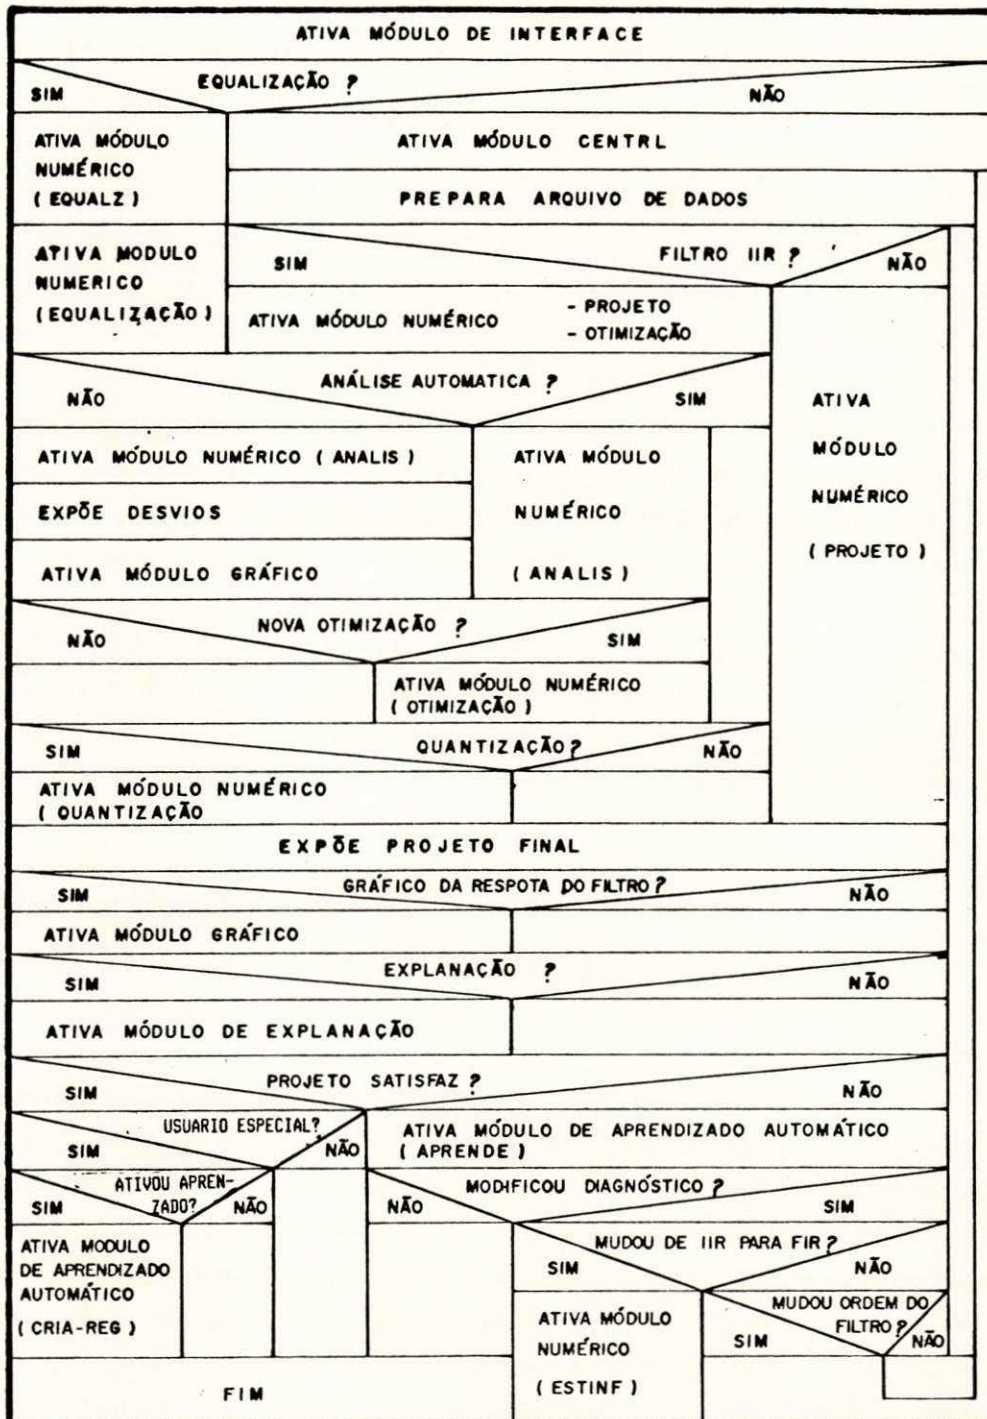 ATIVA MÓDULO DE INTERFACE
EQUALIZAÇÃO ?
SIM
NÃO
ATIVA MÓDULO
NUMÉRICO
( EQUALZ )
ATIVA MÓDULO CENTRL
PREPARA ARQUIVO DE DADOS
ATIVA MODULO
NUMERICO
(EQUALIZAÇÃO)
SIM
FILTRO IIR ?
NÃO
ATIVA MÓDULO NUMÉRICO
- PROJETO
- OTIMIZAÇÃO
ANÁLISE AUTOMATICA ?
NÃO
SIM
ATIVA
MÓDULO
NUMÉRICO
( PROJETO )
ATIVA MÓDULO NUMÉRICO ( ANALIS )
EXPÕE DESVIOS
ATIVA MÓDULO GRÁFICO
ATIVA MÓDULO
NUMÉRICO
( ANALIS )
NOVA OTIMIZAÇÃO ?
NÃO
SIM
ATIVA MÓDULO NUMÉRICO
( OTIMIZAÇÃO )
QUANTIZAÇÃO ?
SIM
NÃO
ATIVA MÓDULO NUMÉRICO
( QUANTIZAÇÃO
EXPÕE PROJETO FINAL
GRÁFICO DA RESPOTA DO FILTRO ?
SIM
NÃO
ATIVA MÓDULO GRÁFICO
EXPLANAÇÃO ?
SIM
NÃO
ATIVA MÓDULO DE EXPLANAÇÃO
PROJETO SATISFAZ ?
SIM
NÃO
USUARIO ESPECIAL?
SIM
NÃO
ATIVA MÓDULO DE APRENDIZADO AUTOMÁTICO
( APRENDE )
ATIVOU APREN-
ZADO?
SIM
NÃO
MODIFICOU DIAGNÓSTICO ?
NÃO
SIM
ATIVA MODULO
DE APRENDIZADO
AUTOMÁTICO
( CRIA-REG )
MUDOU DE IIR PARA FIR ?
SIM
NÃO
ATIVA MÓDULO
NUMÉRICO
( ESTINF )
MUDOU ORDEM DO
FILTRO ?
SIM
NÃO
FIM